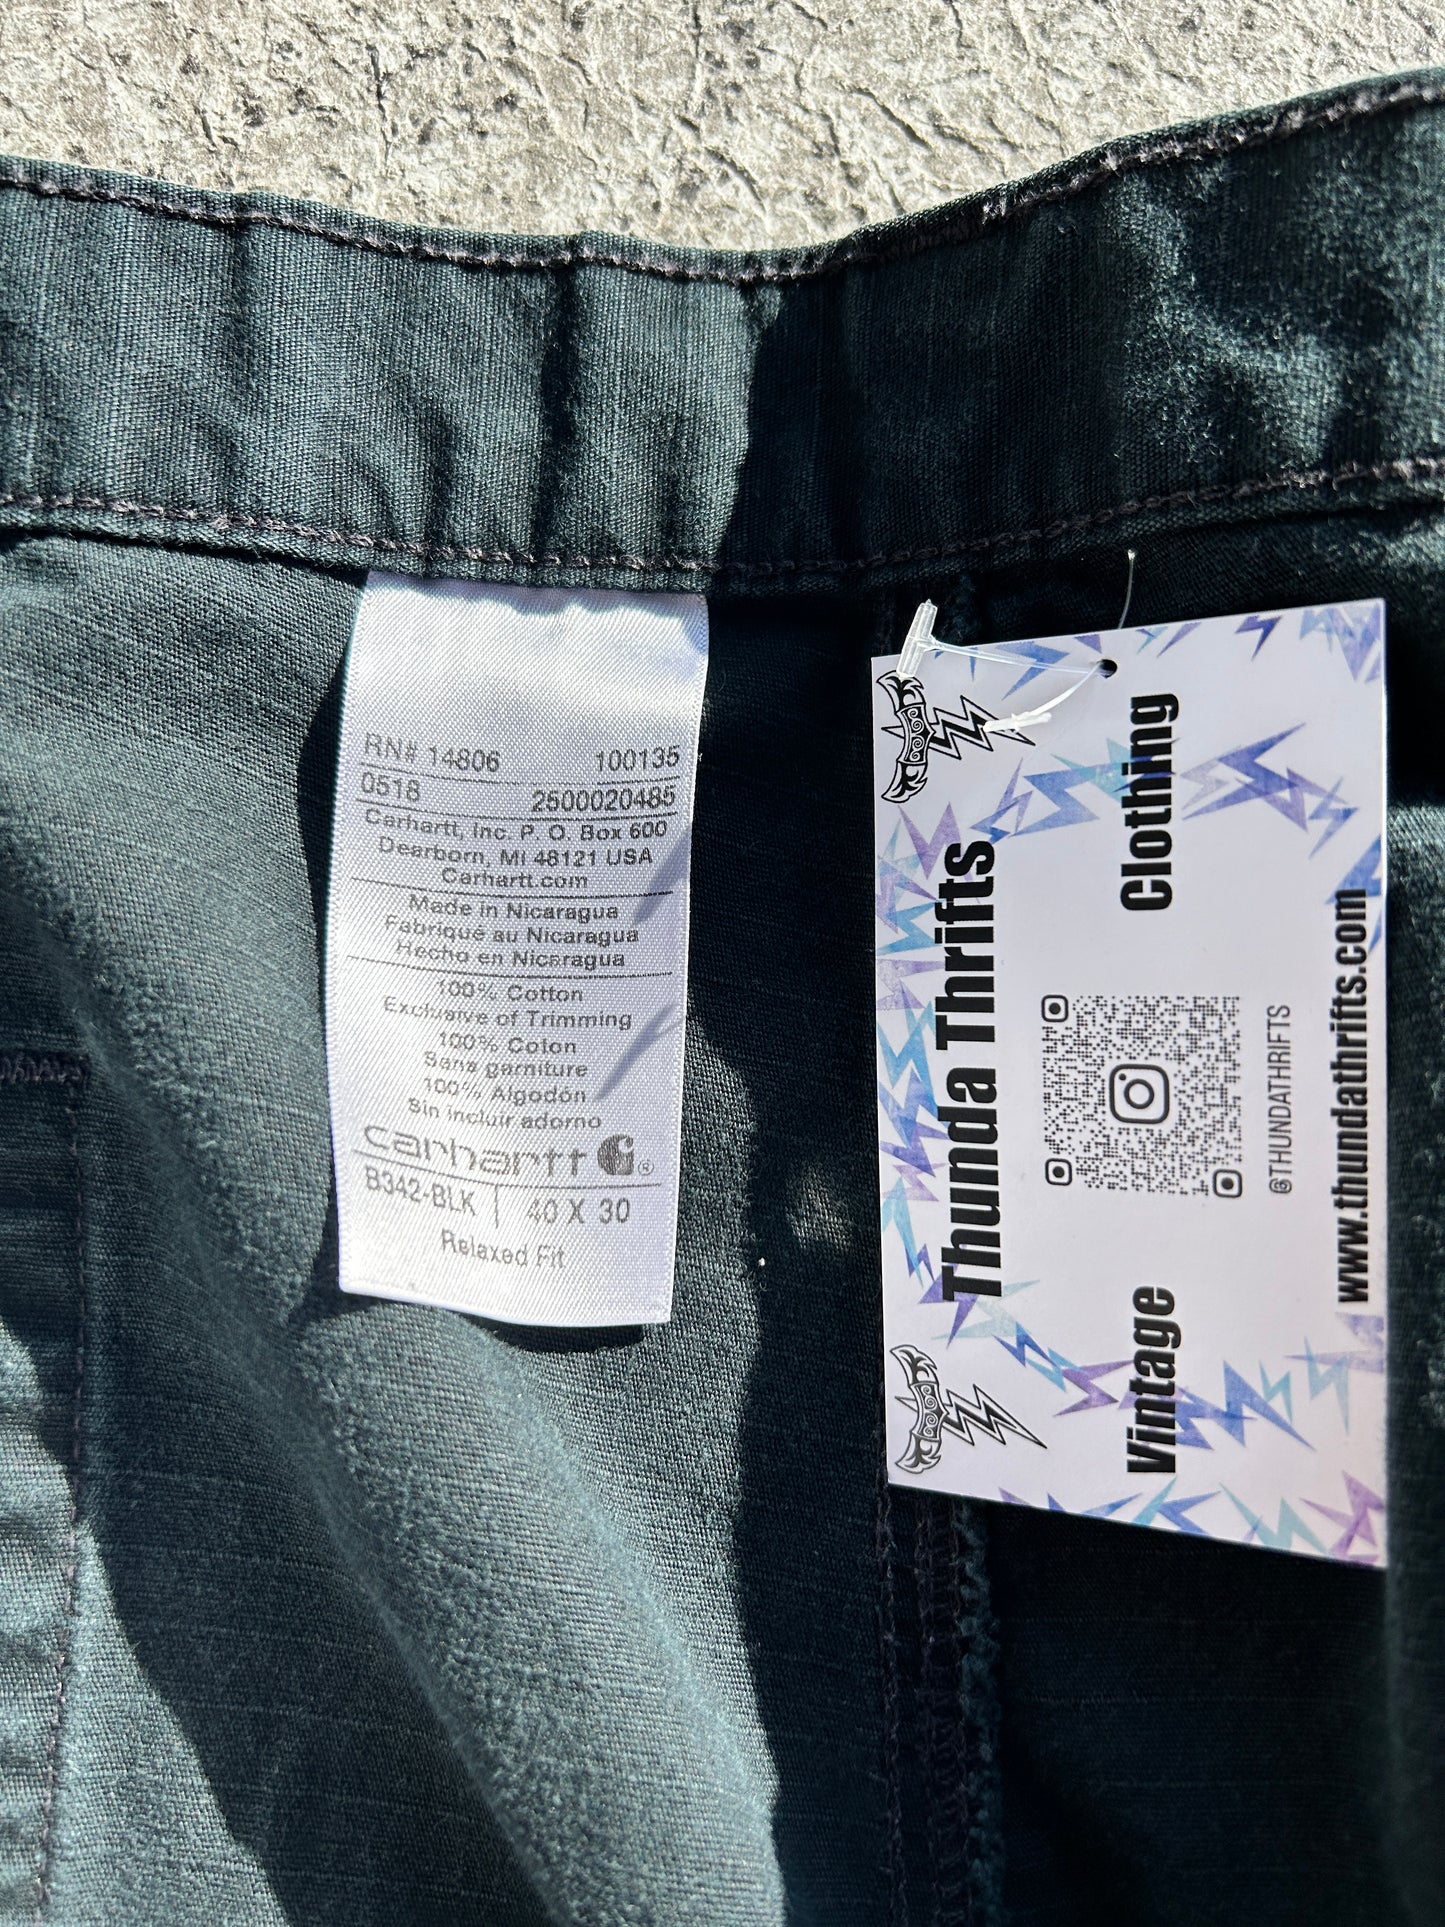 RN# 14806 100135
0518 2500020485
Carhartt, Inc. P. O. Box 600
Dearborn, MI 48121 USA
Carhartt.com
Made in Nicaragua
Fabriqué au Nicaragua
Hecho en Nicaragua
100% Cotton
Exclusive of Trimming
100% Coton
Sans garniture
100% Algodón
Sin incluir adorno
carhartt ®
B342-BLK | 40 X 30
Relaxed Fit
Thunda Thrifts
Vintage Clothing
@THUNDATHRIFTS
www.thundathrifts.com